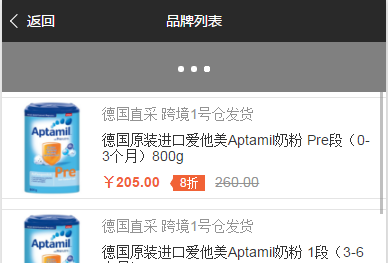 返回
品牌列表
德国直采 跨境1号仓发货
德国原装进口爱他美Aptamil奶粉 Pre段（0-
3个月）800g
￥205.00 8折 260.00
Aptamil
Pre
德国直采 跨境1号仓发货
德国原装进口爱他美Aptamil奶粉 1段（3-6
Aptamil